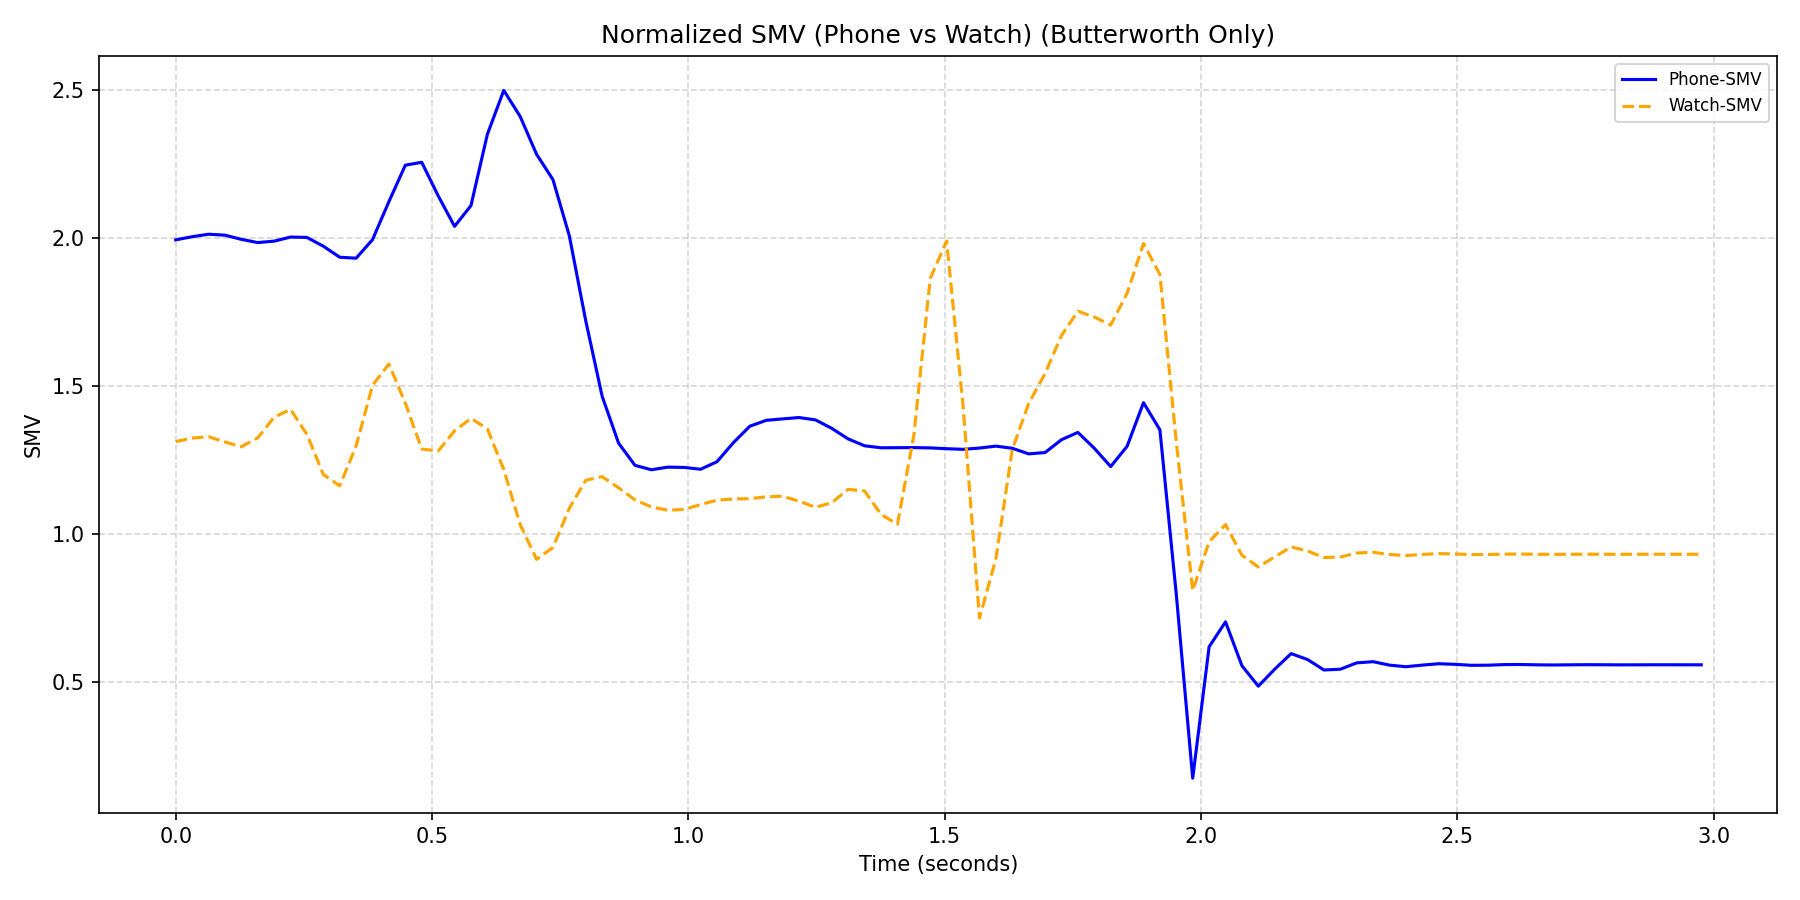 Normalized SMV (Phone vs Watch) (Butterworth Only)
Phone-SMV
Watch-SMV
SMV
2.5
2.0
1.5
1.0
0.5
0.0 0.5 1.0 1.5 2.0 2.5 3.0
Time (seconds)